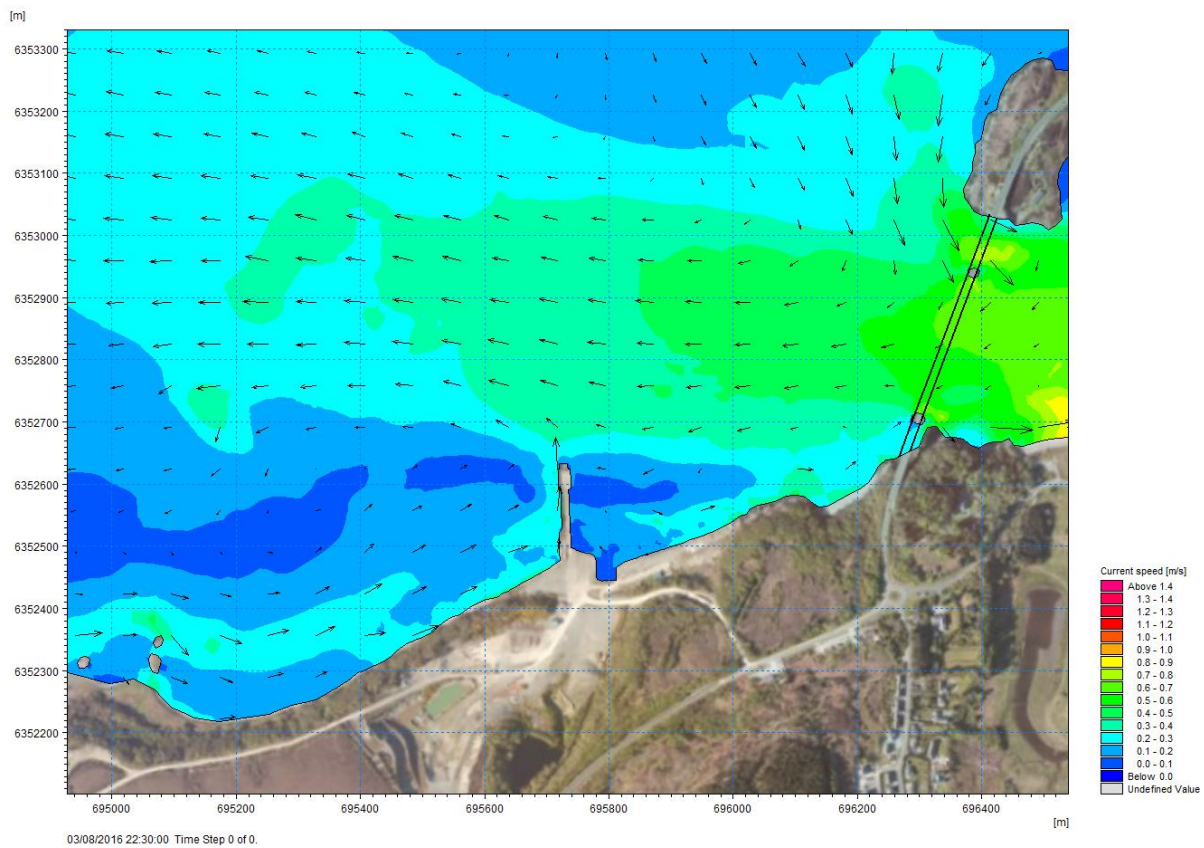 [m]
6353300
6353200
6353100
6353000
6352900
6352800
6352700
6352600
6352500
6352400
6352300
6352200
695000 695200 695400 695600 695800 696000 696200 696400
[m]
03/08/2016 22:30:00 Time Step 0 of 0.
Current speed [m/s]
Above 1.4
1.3 - 1.4
1.2 - 1.3
1.1 - 1.2
1.0 - 1.1
0.9 - 1.0
0.8 - 0.9
0.7 - 0.8
0.6 - 0.7
0.5 - 0.6
0.4 - 0.5
0.3 - 0.4
0.2 - 0.3
0.1 - 0.2
0.0 - 0.1
Below 0.0
Undefined Value